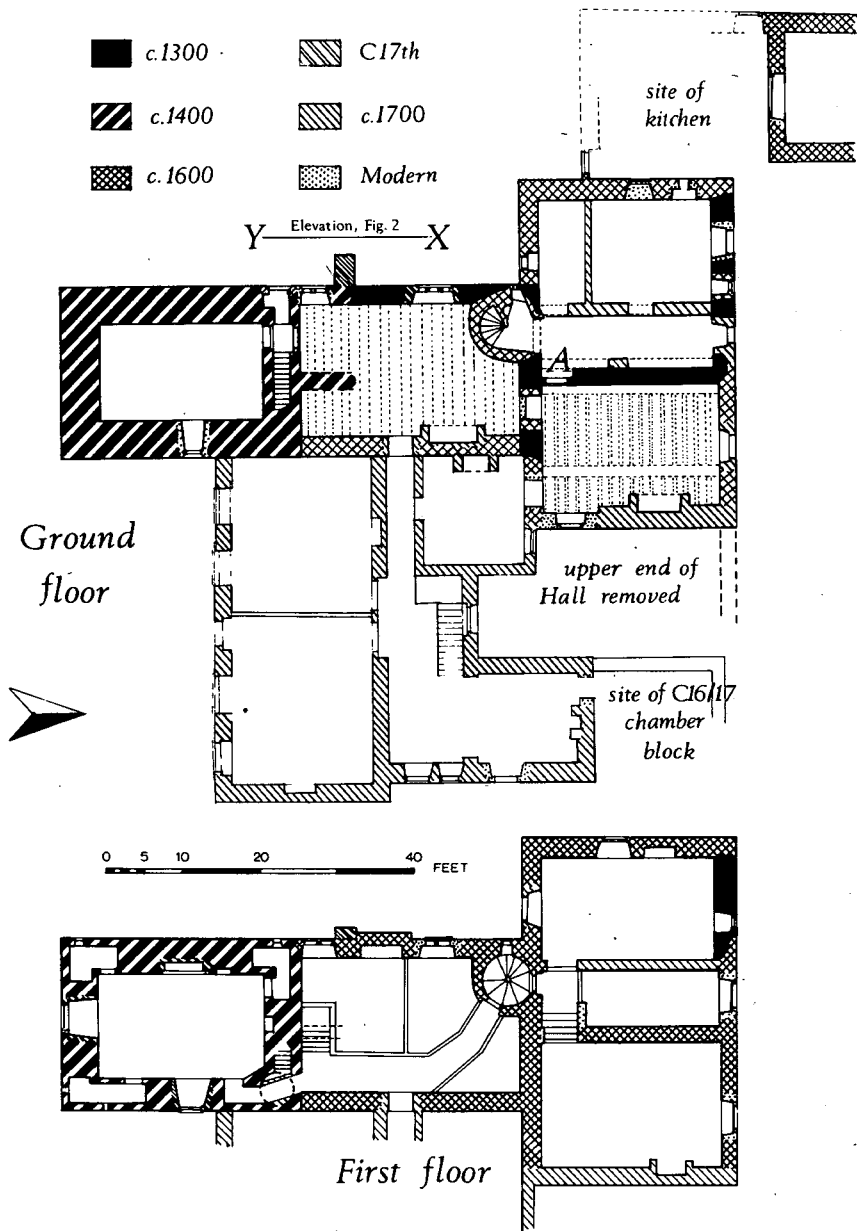 c.1300
C17th
c.1400
c.1700
c.1600
Modern
site of
kitchen
Elevation, Fig. 2
Y X
A
Ground
floor
upper end of
Hall removed
site of C16/17
chamber
block
0 5 10 20 40 FEET
First floor